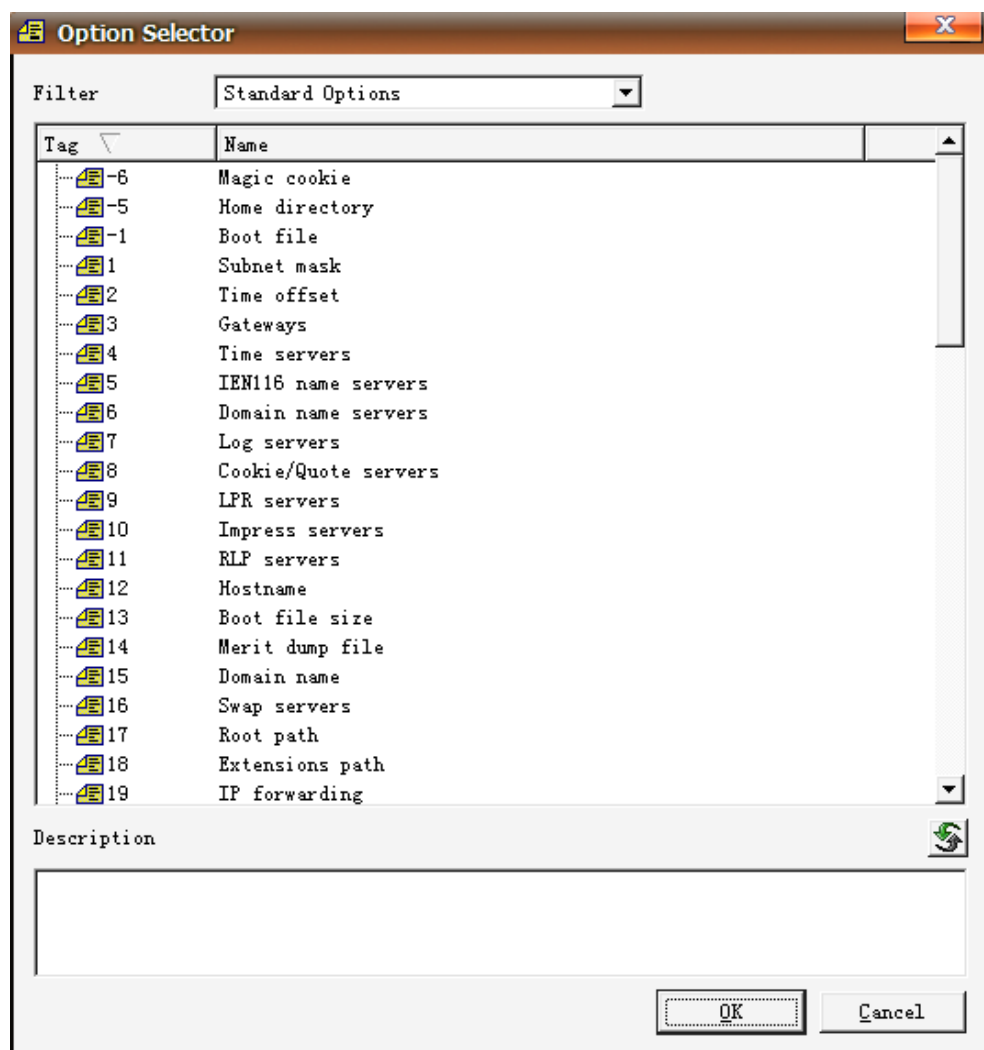 Option Selector
Filter Standard Options
Tag Name
-6 Magic cookie
-5 Home directory
-1 Boot file
1 Subnet mask
2 Time offset
3 Gateways
4 Time servers
5 IEN116 name servers
6 Domain name servers
7 Log servers
8 Cookie/Quote servers
9 LPR servers
10 Impress servers
11 RLP servers
12 Hostname
13 Boot file size
14 Merit dump file
15 Domain name
16 Swap servers
17 Root path
18 Extensions path
19 IP forwarding
Description
OK Cancel